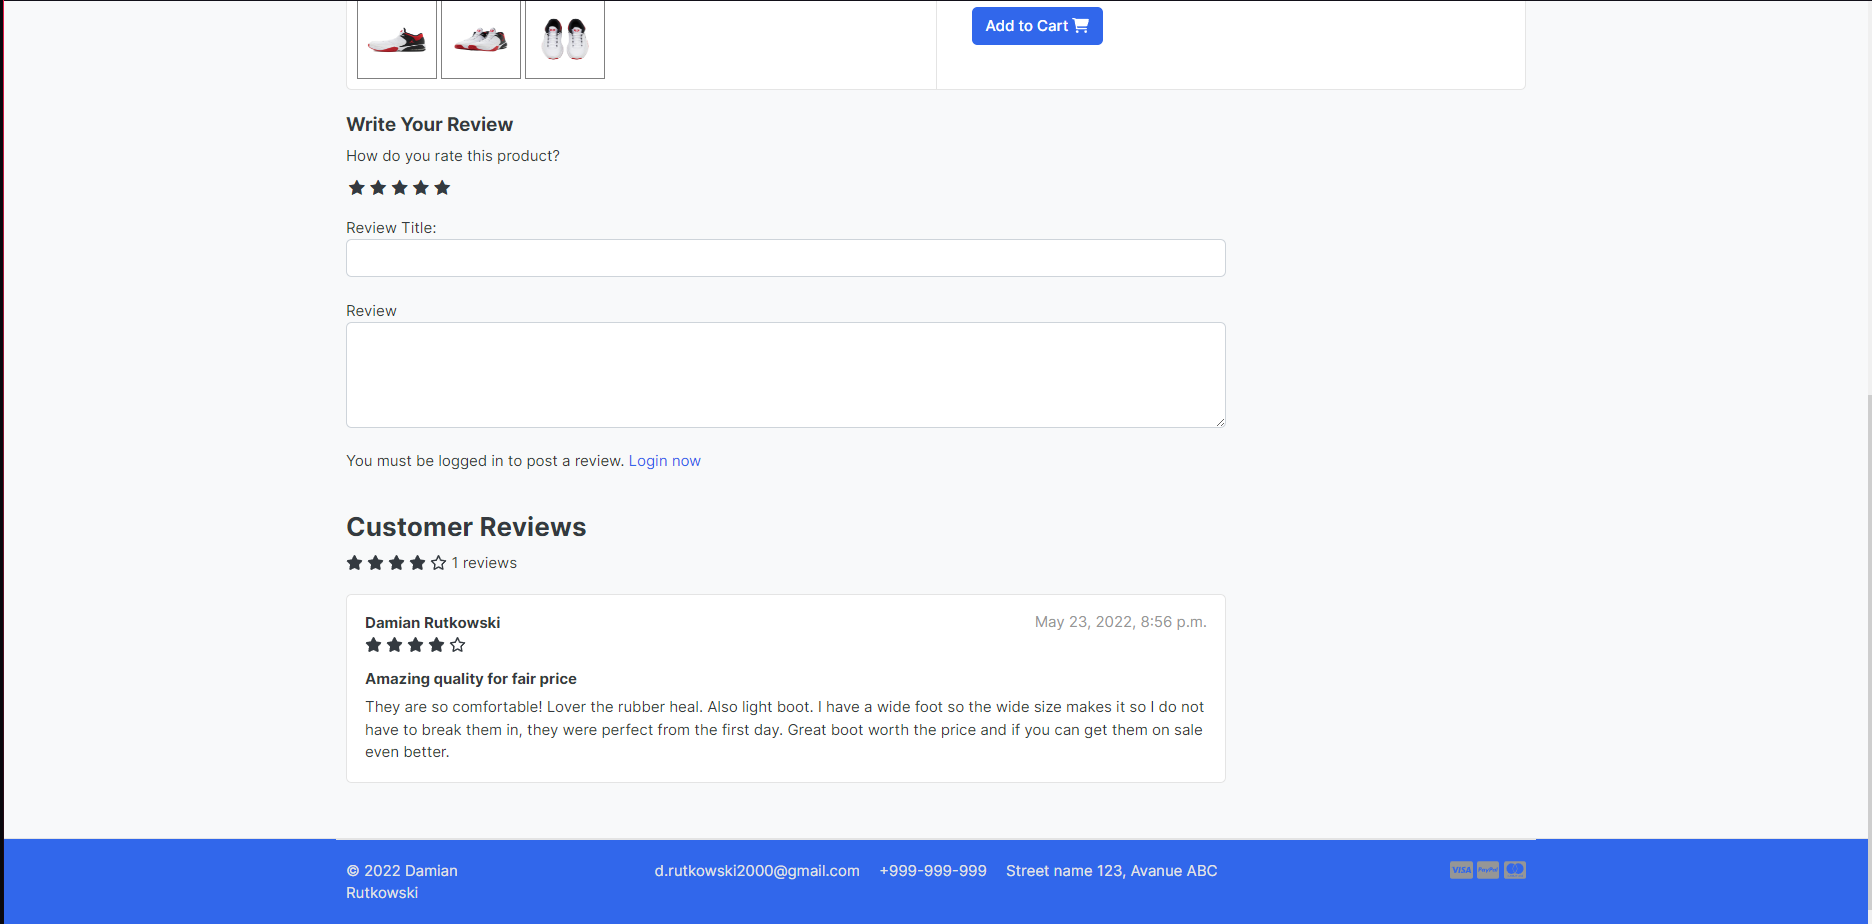 Add to Cart
Write Your Review
How do you rate this product?
Review Title:
Review
You must be logged in to post a review. Login now
Customer Reviews
1 reviews
Damian Rutkowski
May 23, 2022, 8:56 p.m.
Amazing quality for fair price
They are so comfortable! Lover the rubber heal. Also light boot. I have a wide foot so the wide size makes it so I do not
have to break them in, they were perfect from the first day. Great boot worth the price and if you can get them on sale
even better.
© 2022 Damian
Rutkowski
d.rutkowski2000@gmail.com
+999-999-999
Street name 123, Avanue ABC
VISA
PayPal